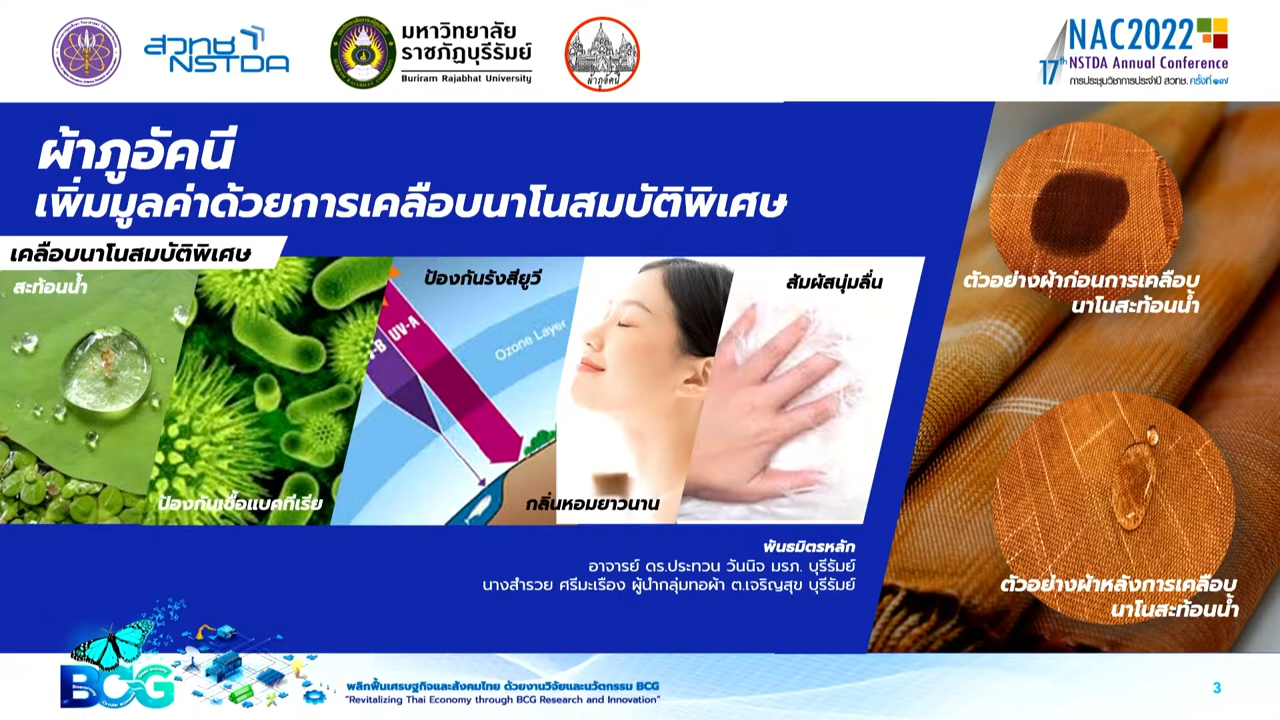 สวทช
NSTDA
มหาวิทยาลัย
ราชภัฏบุรีรัมย์
Buriram Rajabhat University
ผ้าภูอัคนี
NAC2022
17th NSTDA Annual Conference
การประชุมวิชาการประจำปี สวทช. ครั้งที่ ๑๗
ผ้าภูอัคนี
เพิ่มมูลค่าด้วยการเคลือบนาโนสมบัติพิเศษ
เคลือบนาโนสมบัติพิเศษ
สะท้อนน้ำ
ป้องกันเชื้อแบคทีเรีย
ป้องกันรังสียูวี
UV-A
-B
Ozone Layer
กลิ่นหอมยาวนาน
สัมผัสนุ่มลื่น
ตัวอย่างผ้าก่อนการเคลือบ
นาโนสะท้อนน้ำ
ตัวอย่างผ้าหลังการเคลือบ
นาโนสะท้อนน้ำ
พันธมิตรหลัก
อาจารย์ ดร.ประทวน วันนิจ มรภ. บุรีรัมย์
นางสำรวย ศรีมะเรือง ผู้นำกลุ่มทอผ้า ต.เจริญสุข บุรีรัมย์
BCG
พลิกฟื้นเศรษฐกิจและสังคมไทย ด้วยงานวิจัยและนวัตกรรม BCG
"Revitalizing Thai Economy through BCG Research and Innovation"
3